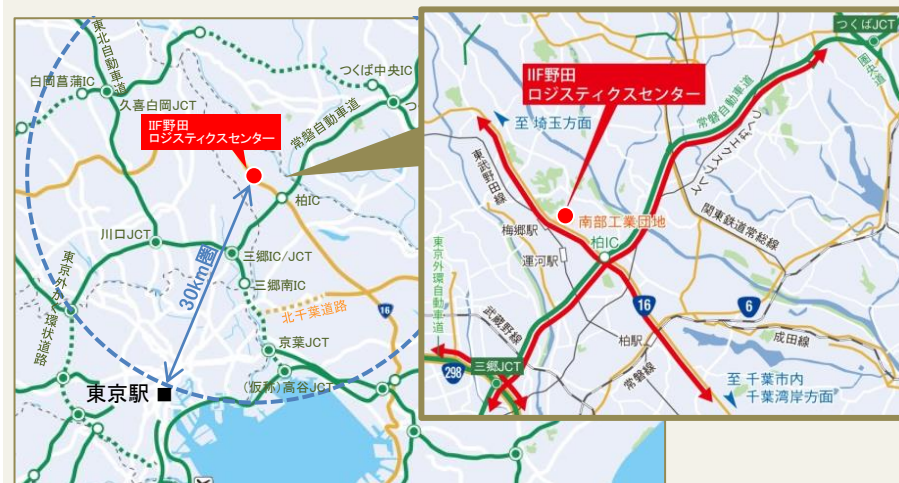 東北自動車道
白岡菖蒲IC
久喜白岡JCT
つくば中央IC
IIF野田
ロジスティクスセンター
常磐自動車道
つ
柏IC
川口JCT
三郷IC/JCT
30km圏
三郷南IC
北千葉道路
16
東京外かく環状道路
京葉JCT
(仮称)高谷JCT
東京駅
つくばJCT
圏央道
IIF野田
ロジスティクスセンター
常磐自動車道
つくばエクスプレス
至 埼玉方面
東武野田線
南部工業団地
梅郷駅
柏IC
運河駅
関東鉄道常総線
東京外環自動車道
16
6
武蔵野線
柏駅
成田線
三郷JCT
298
常磐線
至 千葉市内
千葉湾岸方面